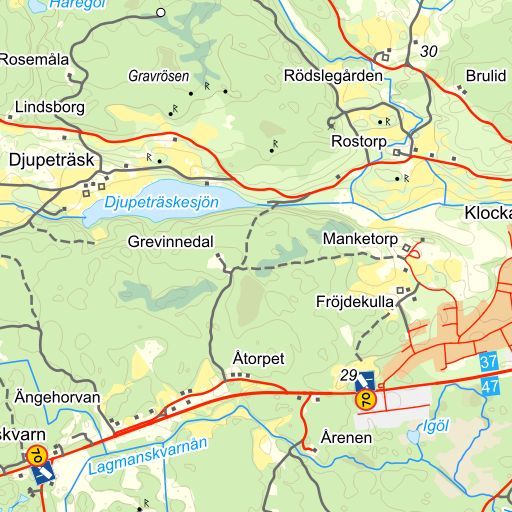 Haregöl
Rosemåla
Gravrösen
30
Rödslegården
Brulid
R
R
Lindsborg
R
Rostorp
R
Djupeträsk
R
R
Djupeträskesjön
Klocka
Grevinnedal
Manketorp
Fröjdekulla
Åtorpet
29
37
47
70
Ängehorvan
Igöl
skvarn
Lagmanskvarnån
Årenen
70